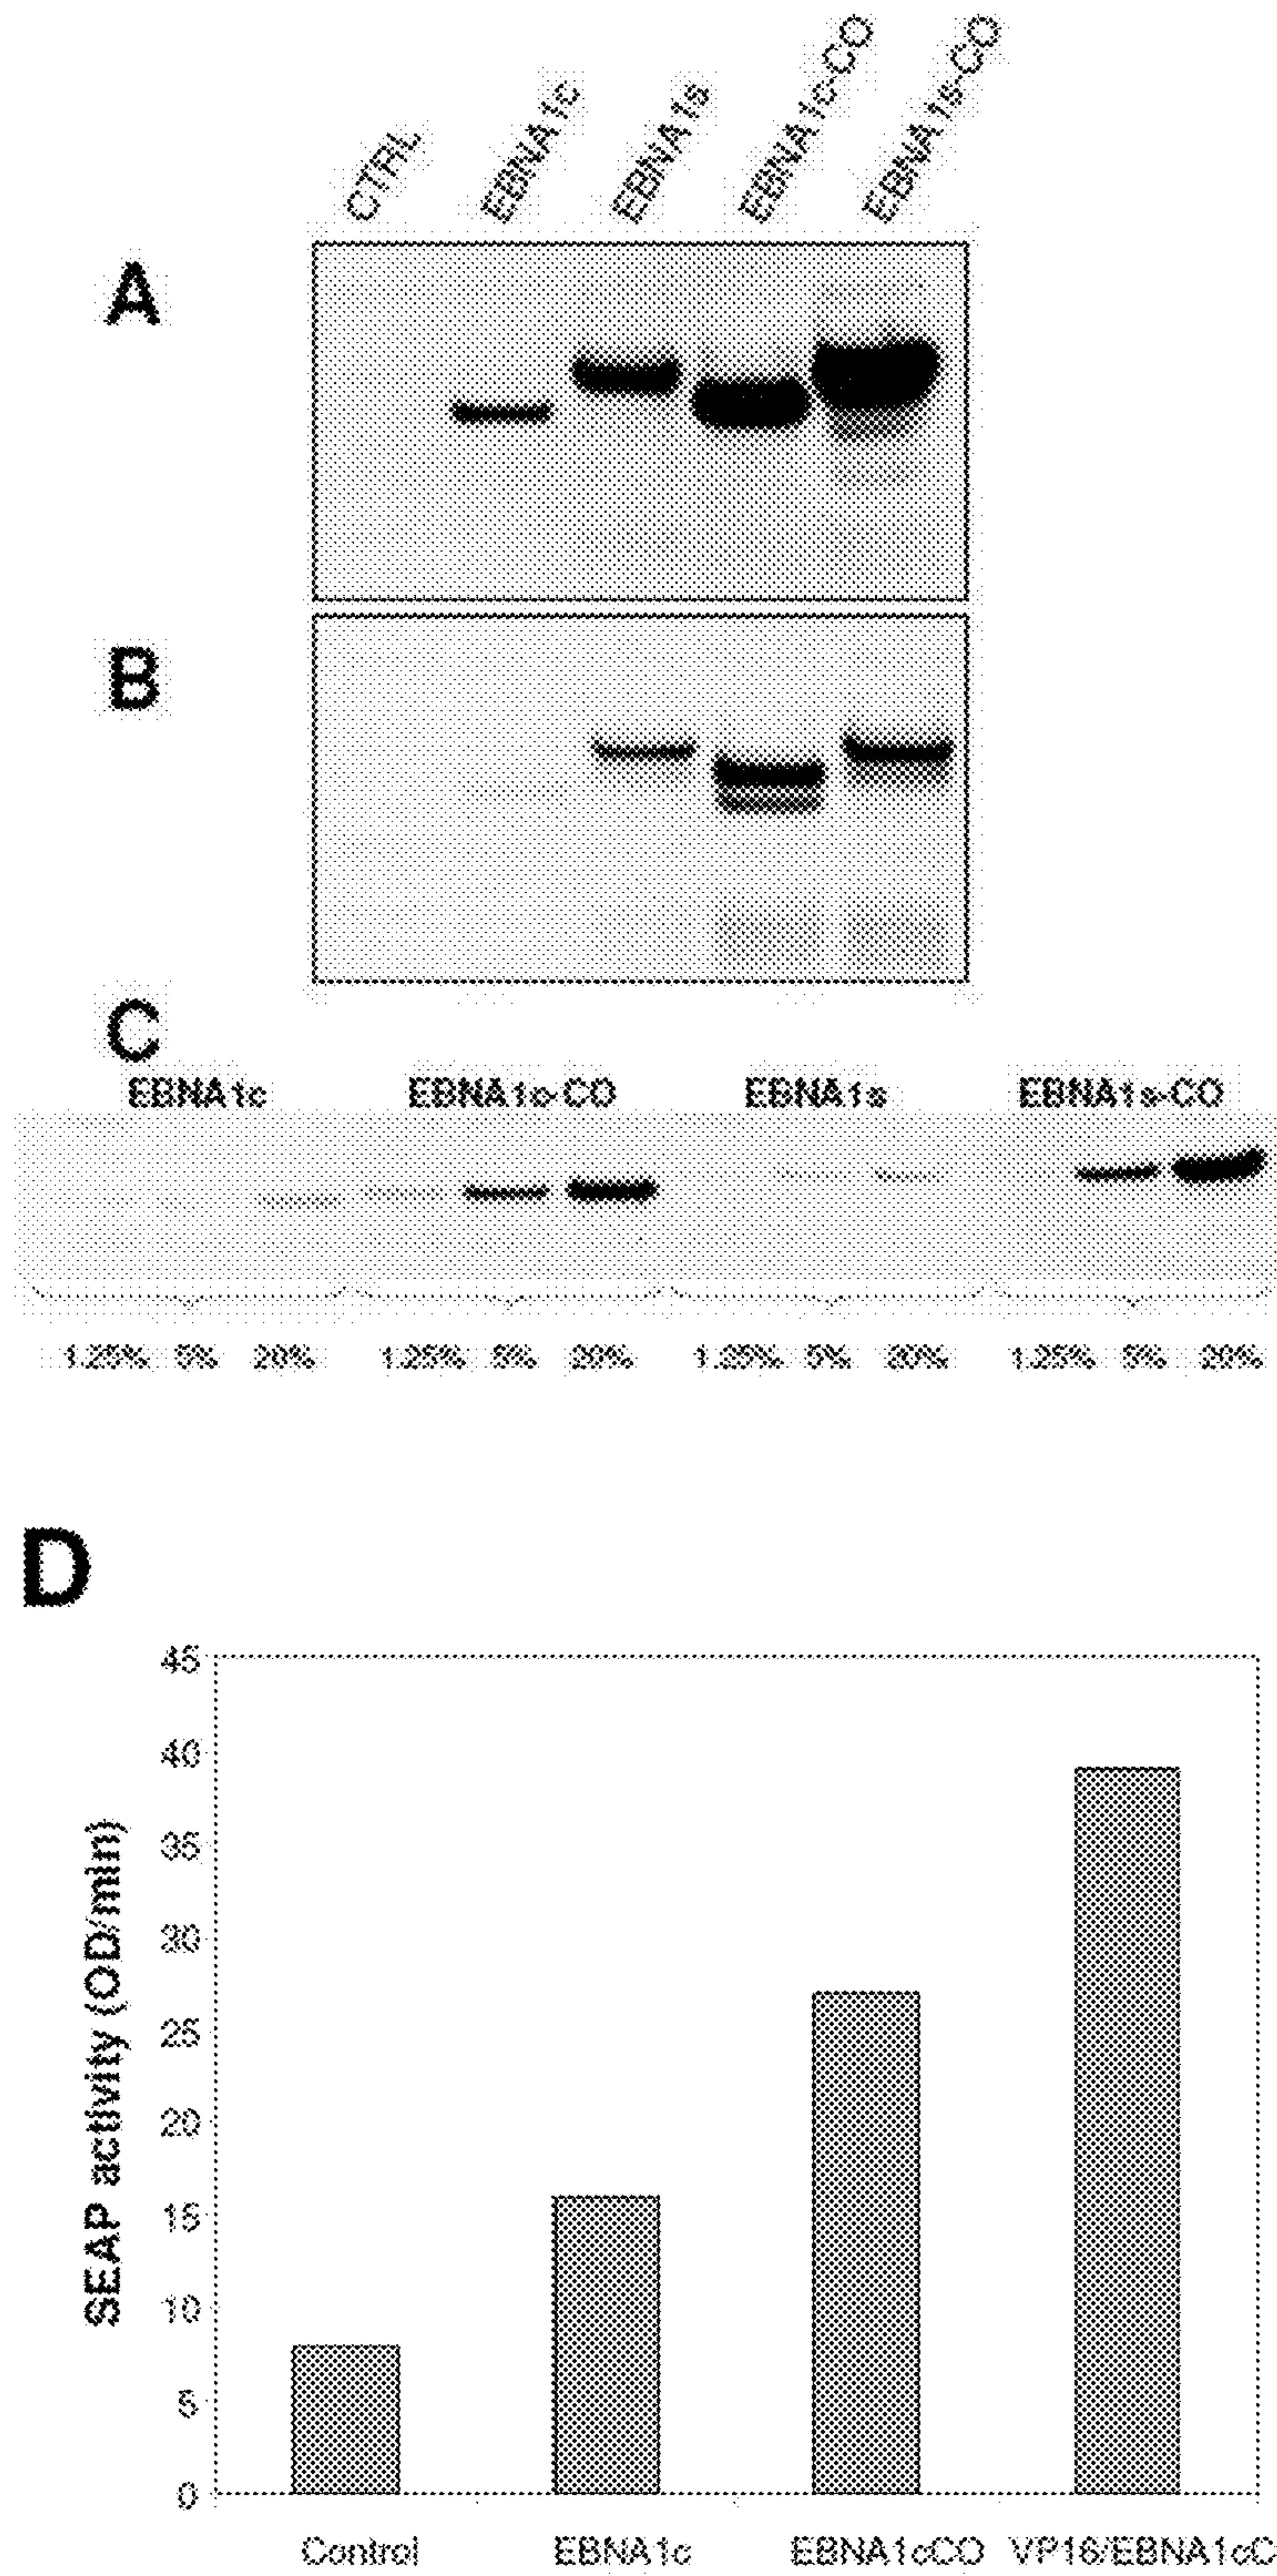 CTRL EBNA1c EBNA1s EBNA1c-CO EBNA1s-CO
A
B
C
EBNA1c EBNA1c-CO EBNA1s EBNA1s-CO
1.25% 5% 20% 1.25% 5% 20% 1.25% 5% 20% 1.25% 5% 20%
D
45
40
35
30
25
20
15
10
5
0
SEAP activity (OD/min)
Control EBNA1c EBNA1cCO VP16/EBNA1cC